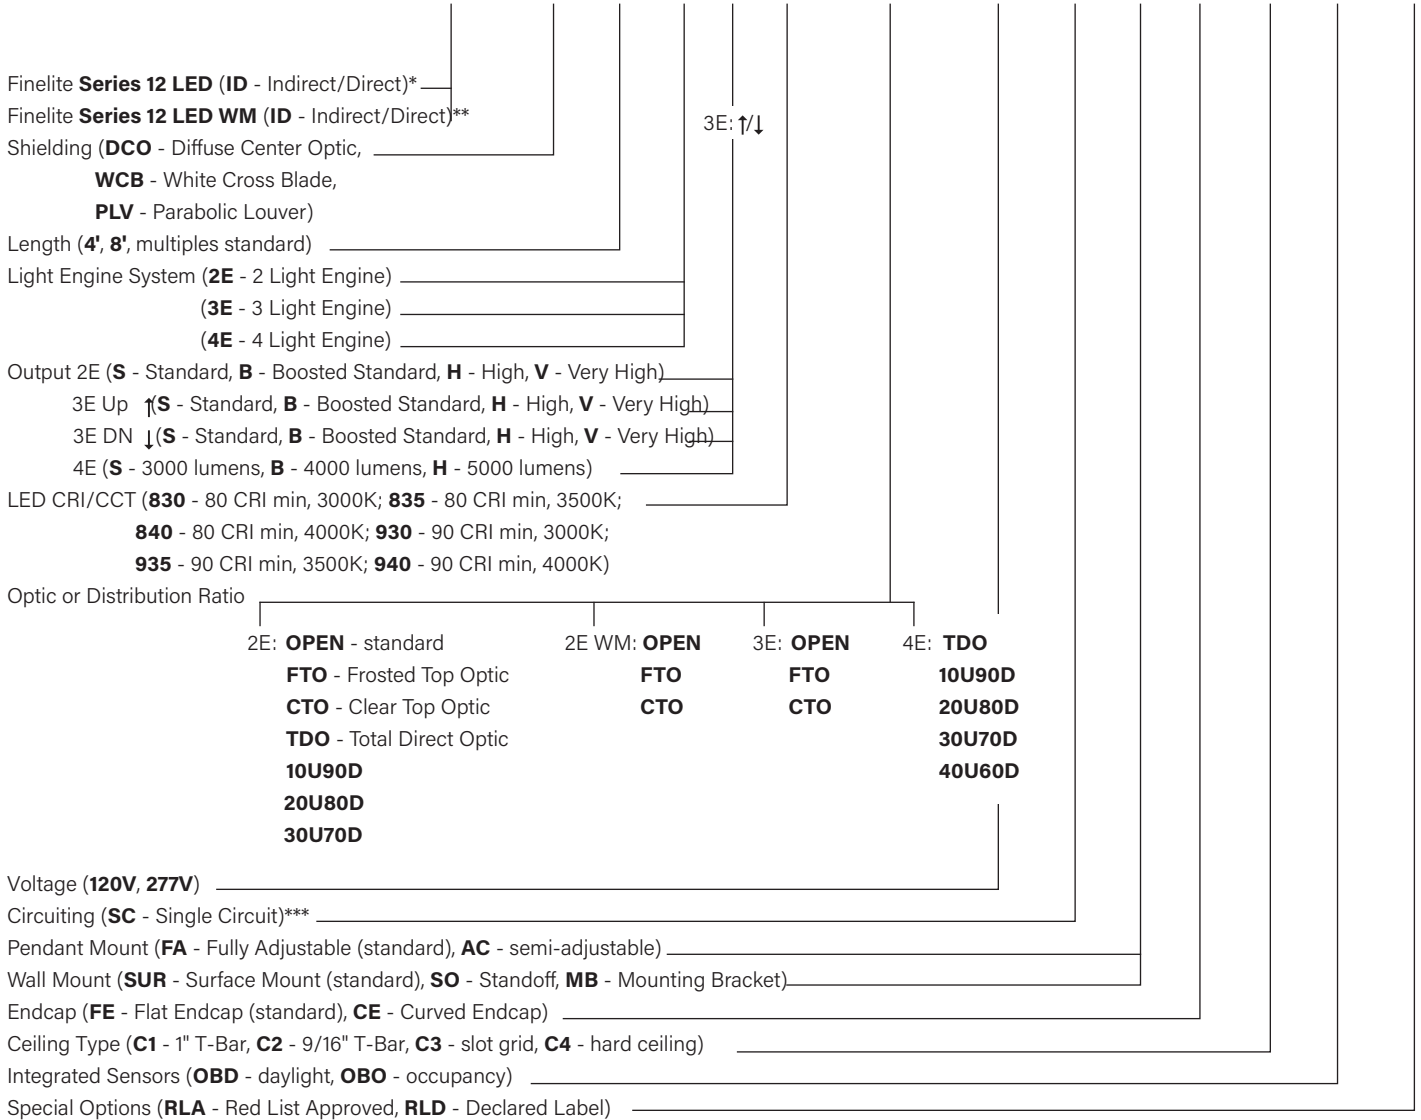 Finelite Series 12 LED (ID - Indirect/Direct)*
Finelite Series 12 LED WM (ID - Indirect/Direct)**
3E: ↑/↓
Shielding (DCO - Diffuse Center Optic,
WCB - White Cross Blade,
PLV - Parabolic Louver)
Length (4', 8', multiples standard)
Light Engine System (2E - 2 Light Engine)
(3E - 3 Light Engine)
(4E - 4 Light Engine)
Output 2E (S - Standard, B - Boosted Standard, H - High, V - Very High)
3E Up ↑(S - Standard, B - Boosted Standard, H - High, V - Very High)
3E DN ↓(S - Standard, B - Boosted Standard, H - High, V - Very High)
4E (S - 3000 lumens, B - 4000 lumens, H - 5000 lumens)
LED CRI/CCT (830 - 80 CRI min, 3000K; 835 - 80 CRI min, 3500K;
840 - 80 CRI min, 4000K; 930 - 90 CRI min, 3000K;
935 - 90 CRI min, 3500K; 940 - 90 CRI min, 4000K)
Optic or Distribution Ratio
2E: OPEN - standard
FTO - Frosted Top Optic
CTO - Clear Top Optic
TDO - Total Direct Optic
10U90D
20U80D
30U70D
2E WM: OPEN
FTO
CTO
3E: OPEN
FTO
CTO
4E: TDO
10U90D
20U80D
30U70D
40U60D
Voltage (120V, 277V)
Circuiting (SC - Single Circuit)***
Pendant Mount (FA - Fully Adjustable (standard), AC - semi-adjustable)
Wall Mount (SUR - Surface Mount (standard), SO - Standoff, MB - Mounting Bracket)
Endcap (FE - Flat Endcap (standard), CE - Curved Endcap)
Ceiling Type (C1 - 1" T-Bar, C2 - 9/16" T-Bar, C3 - slot grid, C4 - hard ceiling)
Integrated Sensors (OBD - daylight, OBO - occupancy)
Special Options (RLA - Red List Approved, RLD - Declared Label)